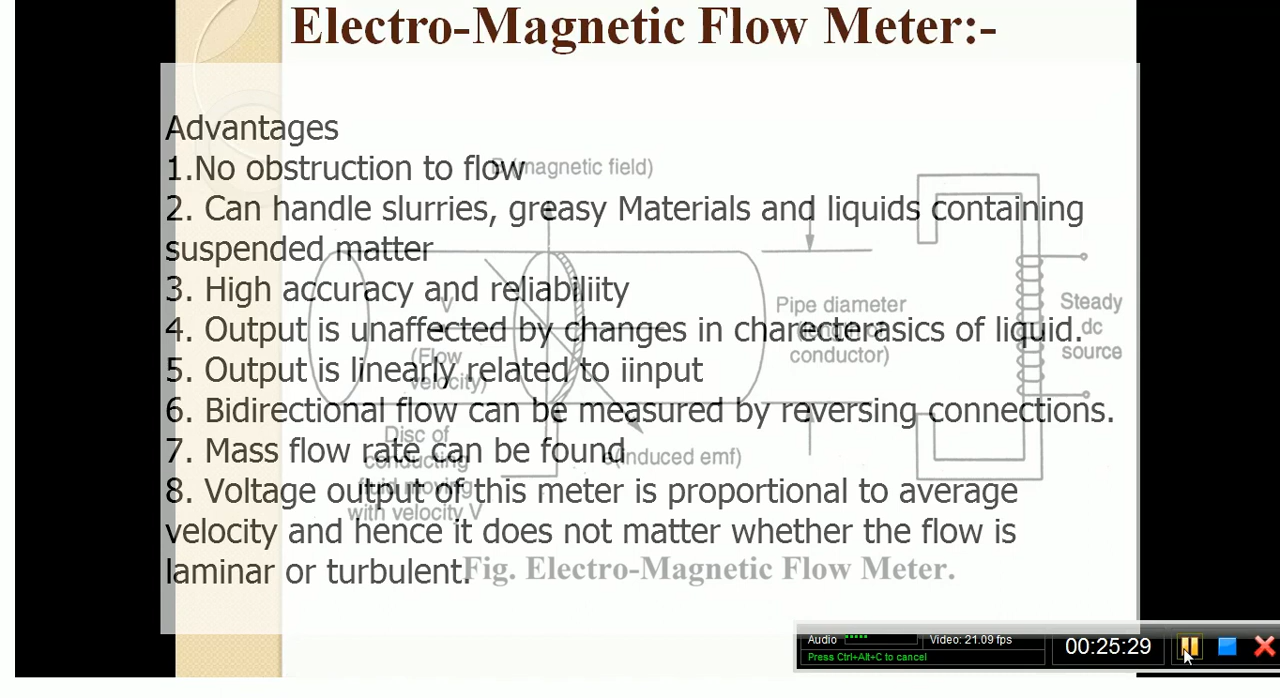 Electro-Magnetic Flow Meter:-
Advantages
1.No obstruction to flow
2. Can handle slurries, greasy Materials and liquids containing
suspended matter
3. High accuracy and reliabiliity
4. Output is unaffected by changes in charecterasics of liquid.
5. Output is linearly related to iinput
6. Bidirectional flow can be measured by reversing connections.
7. Mass flow rate can be found
8. Voltage output of this meter is proportional to average
velocity and hence it does not matter whether the flow is
laminar or turbulent.
(magnetic field)
V
(Flow
velocity)
Pipe diameter
conductor)
Steady
dc
source
Disc of
conducting
fluid moving
with velocity V
(induced emf)
Fig. Electro-Magnetic Flow Meter.
Audio
Video: 21.09 fps
Press Ctrl+Alt+C to cancel
00:25:29